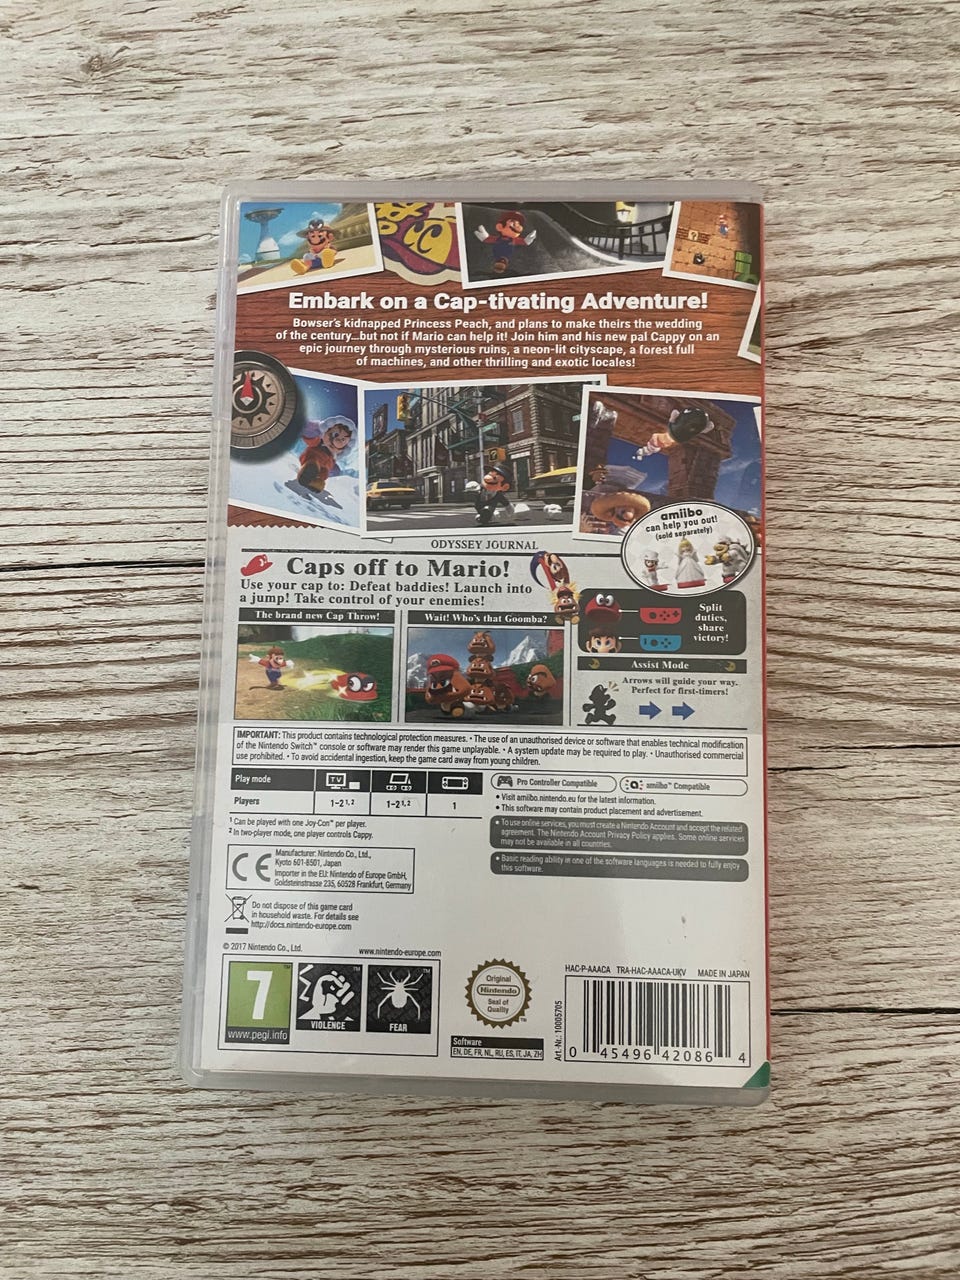 Embark on a Cap-tivating Adventure!
Bowser's kidnapped Princess Peach, and plans to make theirs the wedding
of the century...but not if Mario can help it! Join him and his new pal Cappy on an
epic journey through mysterious ruins, a neon-lit cityscape, a forest full
of machines, and other thrilling and exotic locales!
amiibo
can help you out!
(sold separately)
ODYSSEY JOURNAL
Caps off to Mario!
Use your cap to: Defeat baddies! Launch into
a jump! Take control of your enemies!
The brand new Cap Throw!
Wait! Who's that Goomba?
Split
duties,
share
victory!
Assist Mode
Arrows will guide your way.
Perfect for first-timers!
IMPORTANT: This product contains technological protection measures. • The use of an unauthorised device or software that enables technical modification
of the Nintendo Switch™ console or software may render this game unplayable. • A system update may be required to play. • Unauthorised commercial
use prohibited. • To avoid accidental ingestion, keep the game card away from young children.
Play mode
TV
Players
1-2¹,²
1-2¹,²
1
¹ Can be played with one Joy-Con™ per player.
² In two-player mode, one player controls Cappy.
Pro Controller Compatible
amiibo™ Compatible
• Visit amiibo.nintendo.eu for the latest information.
• This software may contain product placement and advertisement.
• To use online services, you must create a Nintendo Account and accept the related
agreement. The Nintendo Account Privacy Policy applies. Some online services
may not be available in all countries.
• Basic reading ability in one of the software languages is needed to fully enjoy
this software.
CE
Manufacturer: Nintendo Co., Ltd.,
Kyoto 601-8501, Japan
Importer in the EU: Nintendo of Europe GmbH,
Goldsteinstrasse 235, 60528 Frankfurt, Germany
Do not dispose of this game card
in household waste. For details see
http://docs.nintendo-europe.com
© 2017 Nintendo Co., Ltd.
www.nintendo-europe.com
7
™
www.pegi.info
VIOLENCE
™
FEAR
™
Original
Nintendo
Seal of
Quality
™
Software
EN, DE, FR, NL, RU, ES, IT, JA, ZH
Art.-Nr.: 10005705
HAC-P-AAACA TRA-HAC-AAACA-UKV MADE IN JAPAN
0 45496 42086 4